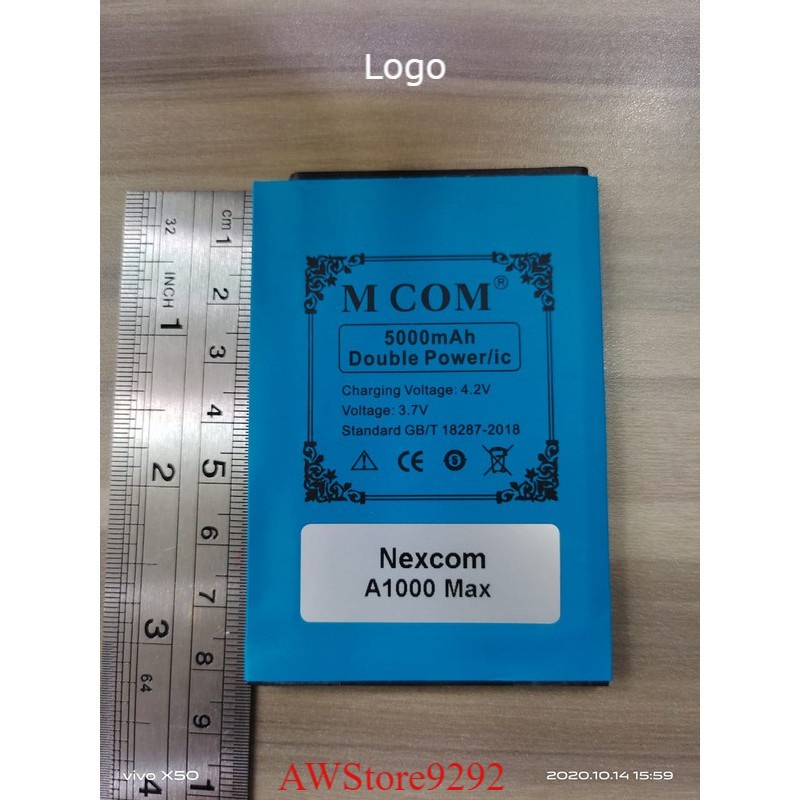 Logo
M COM®
5000mAh
Double Power/ic
Charging Voltage: 4.2V
Voltage: 3.7V
Standard GB/T 18287-2018
CE
Nexcom
A1000 Max
32
INCH
1
2
3
64
4
cm 1
2
3
4
5
6
7
8
9
vivo X50
AWStore9292
2020.10.14 15:59